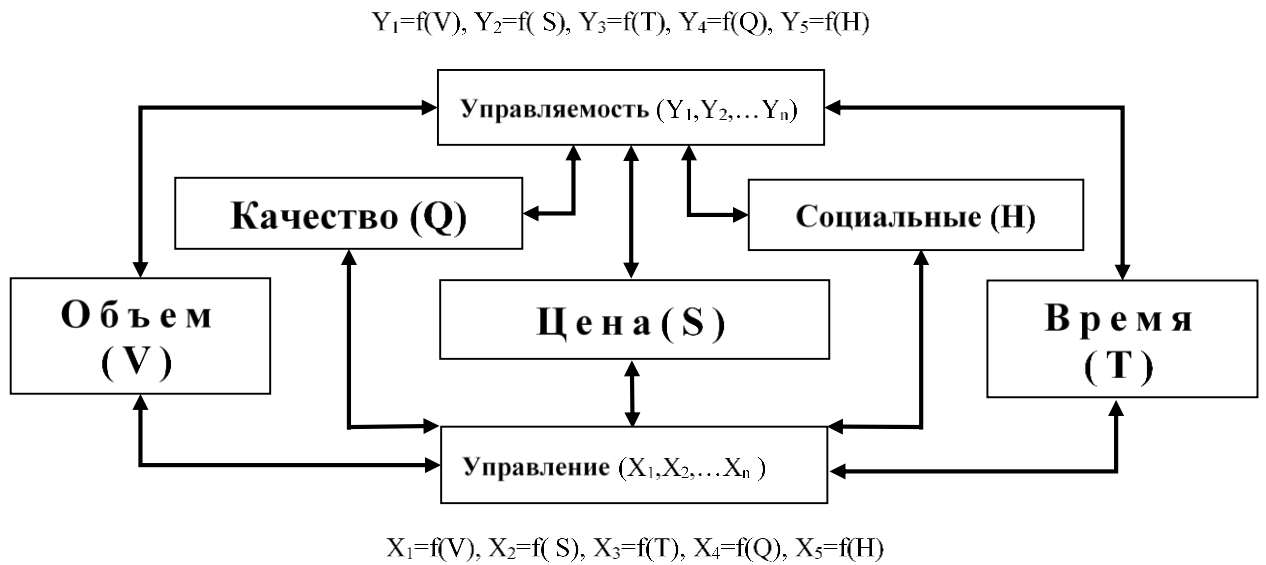 Y₁=f(V), Y₂=f( S), Y₃=f(T), Y₄=f(Q), Y₅=f(H)
Управляемость (Y₁,Y₂,…Yₙ)
Качество (Q)
Социальные (H)
О б ъ е м
( V )
Ц е н а ( S )
В р е м я
( T )
Управление (X₁,X₂,…Xₙ )
X₁=f(V), X₂=f( S), X₃=f(T), X₄=f(Q), X₅=f(H)